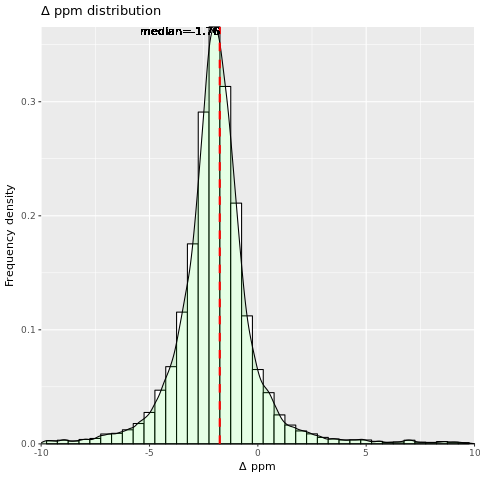 Δ ppm distribution
median=-1.76
Frequency density
0.3
0.2
0.1
0.0
-10
-5
0
5
10
Δ ppm